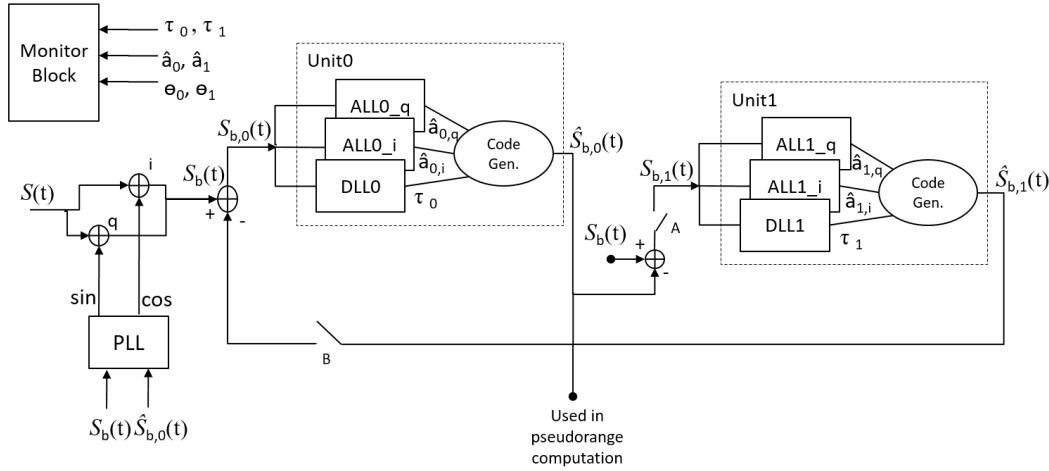 Monitor
Block
τ 0 , τ 1
â0, â1
ɵ0, ɵ1
Unit0
ALL0_q
ALL0_i
DLL0
â0,q
â0,i
τ 0
Code
Gen.
Sb,0(t)
Ŝb,0(t)
Unit1
ALL1_q
ALL1_i
DLL1
â1,q
â1,i
τ 1
Code
Gen.
Sb,1(t)
Ŝb,1(t)
S(t)
i
q
Sb(t)
+
-
Sb(t)
+
-
A
sin
cos
PLL
B
Sb(t)
Ŝb,0(t)
Used in
pseudorange
computation